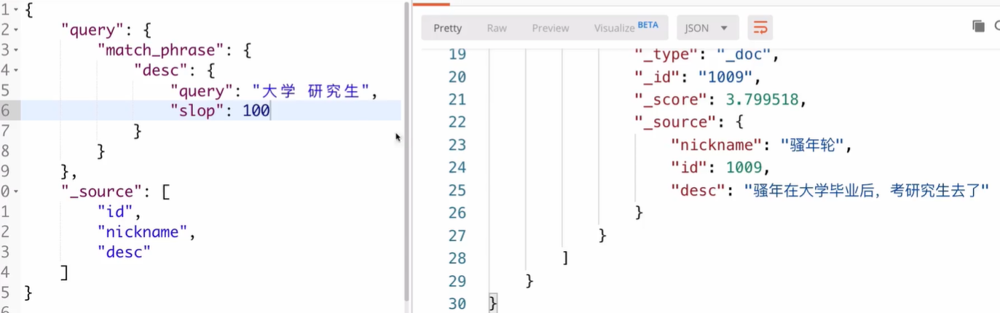 1 {
2 "query": {
3 "match_phrase": {
4 "desc": {
5 "query": "大学 研究生",
6 "slop": 100
7 }
8 }
9 },
0 "_source": [
1 "id",
2 "nickname",
3 "desc"
4 ]
5 }
Pretty Raw Preview Visualize BETA JSON
19 "_type": "_doc",
20 "_id": "1009",
21 "_score": 3.799518,
22 "_source": {
23 "nickname": "骚年轮",
24 "id": 1009,
25 "desc": "骚年在大学毕业后，考研究生去了"
26 }
27 }
28 ]
29 }
30 }